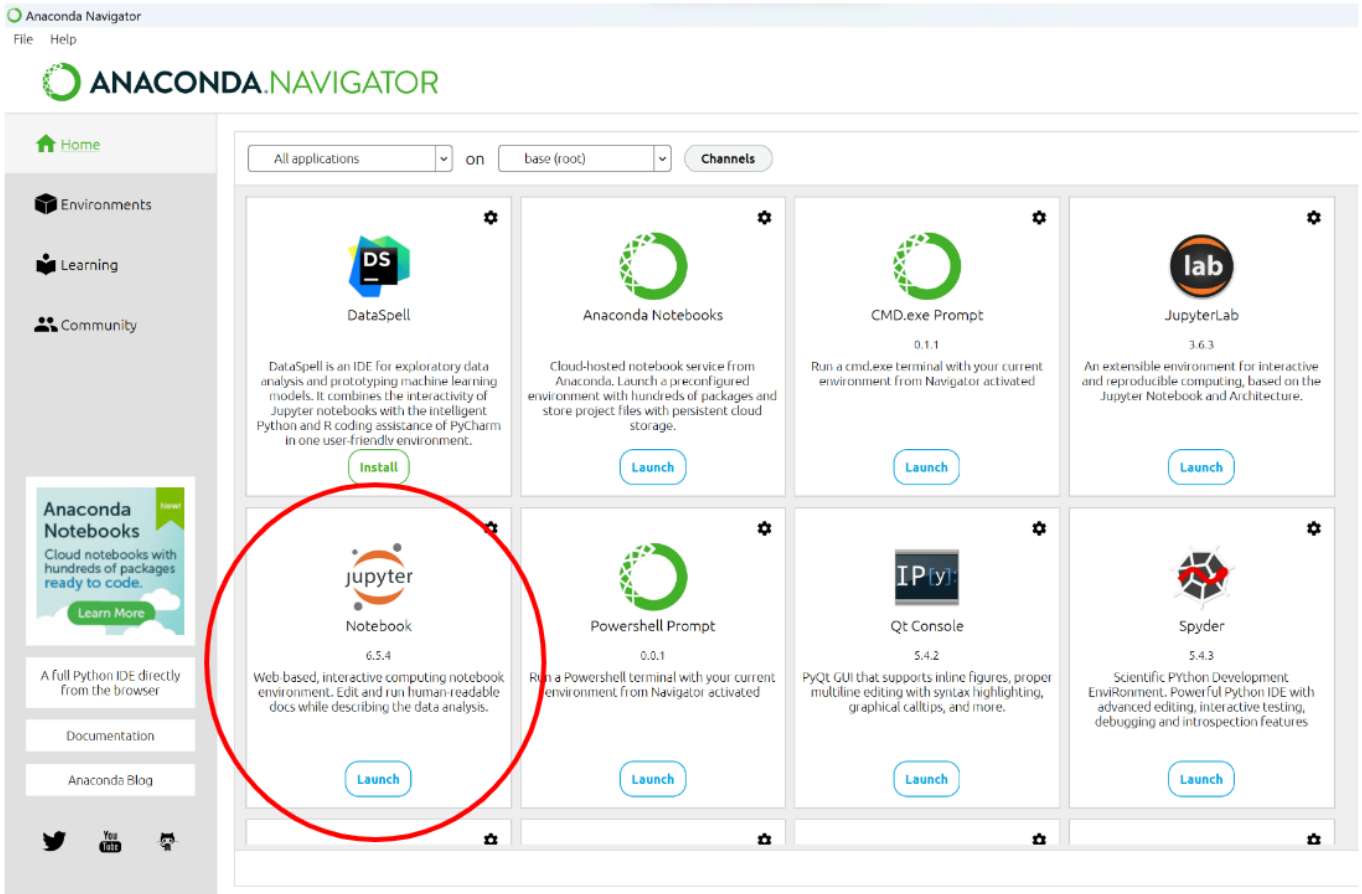 Anaconda Navigator
File Help
ANACONDA.NAVIGATOR
Home
Environments
Learning
Community
Anaconda
Notebooks
New!
Cloud notebooks with
hundreds of packages
ready to code.
Learn More
A full Python IDE directly
from the browser
Documentation
Anaconda Blog
You
Tube
All applications on base (root) Channels
DS
DataSpell
DataSpell is an IDE for exploratory data
analysis and prototyping machine learning
models. It combines the interactivity of
Jupyter notebooks with the intelligent
Python and R coding assistance of PyCharm
in one user-friendly environment.
Install
Anaconda Notebooks
Cloud-hosted notebook service from
Anaconda. Launch a preconfigured
environment with hundreds of packages and
store project files with persistent cloud
storage.
Launch
CMD.exe Prompt
0.1.1
Run a cmd.exe terminal with your current
environment from Navigator activated
Launch
lab
JupyterLab
3.6.3
An extensible environment for interactive
and reproducible computing, based on the
Jupyter Notebook and Architecture.
Launch
jupyter
Notebook
6.5.4
Web-based, interactive computing notebook
environment. Edit and run human-readable
docs while describing the data analysis.
Launch
Powershell Prompt
0.0.1
Run a Powershell terminal with your current
environment from Navigator activated
Launch
IP[y]:
Qt Console
5.4.2
PyQt GUI that supports inline figures, proper
multiline editing with syntax highlighting,
graphical calltips, and more.
Launch
Spyder
5.4.3
Scientific PYthon Development
EnviRonment. Powerful Python IDE with
advanced editing, interactive testing,
debugging and introspection features
Launch